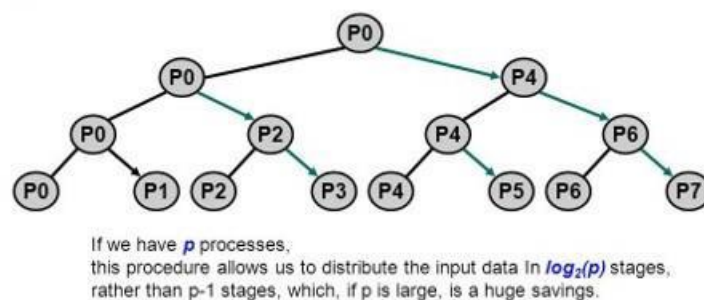 P0
P0 P4
P0 P2 P4 P6
P0 P1 P2 P3 P4 P5 P6 P7
If we have p processes,
this procedure allows us to distribute the input data In log₂(p) stages,
rather than p-1 stages, which, if p is large, is a huge savings.